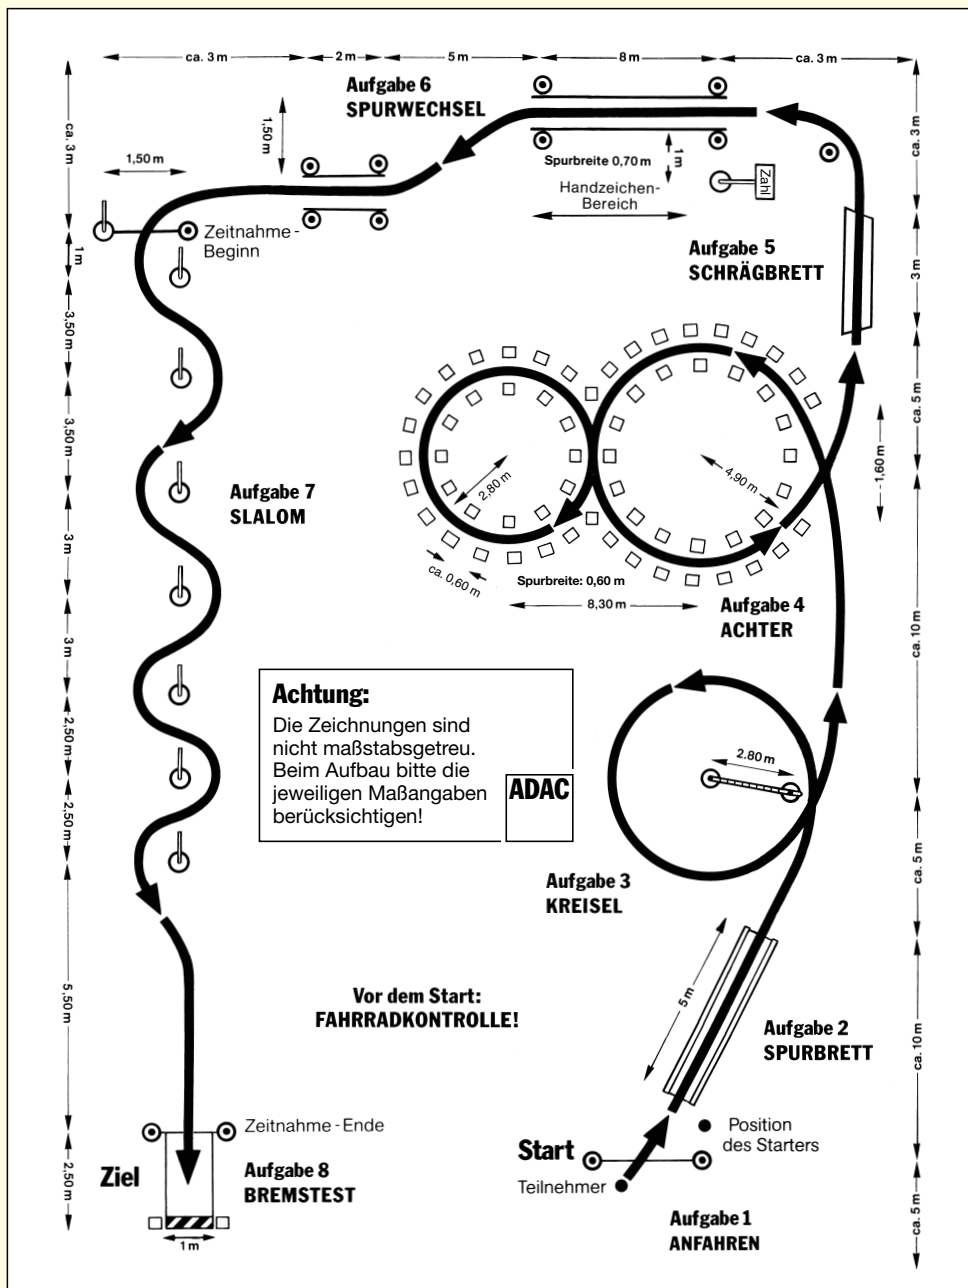 ca. 3 m
2 m
5 m
8 m
ca. 3 m
Aufgabe 6
SPURWECHSEL
1,50 m
ca. 3 m
ca. 3 m
1,50 m
Spurbreite 0,70 m
1 m
Zahl
Handzeichen-
Bereich
Zeitnahme -
Beginn
1 m
Aufgabe 5
SCHRÄGBRETT
3 m
3,50 m
ca. 5 m
3,50 m
2,80 m
4,90 m
1,60 m
Aufgabe 7
SLALOM
3 m
ca. 0,60 m
Spurbreite: 0,60 m
8,30 m
Aufgabe 4
ACHTER
ca. 10 m
3 m
Achtung:
Die Zeichnungen sind
nicht maßstabsgetreu.
Beim Aufbau bitte die
jeweiligen Maßangaben
berücksichtigen!
ADAC
2,50 m
2.80 m
2,50 m
Aufgabe 3
KREISEL
ca. 5 m
5,50 m
Vor dem Start:
FAHRRADKONTROLLE!
5 m
Aufgabe 2
SPURBRETT
ca. 10 m
Zeitnahme - Ende
Position
des Starters
Start
Ziel
Aufgabe 8
BREMSTEST
2,50 m
Teilnehmer
Aufgabe 1
ANFAHREN
ca. 5 m
1 m